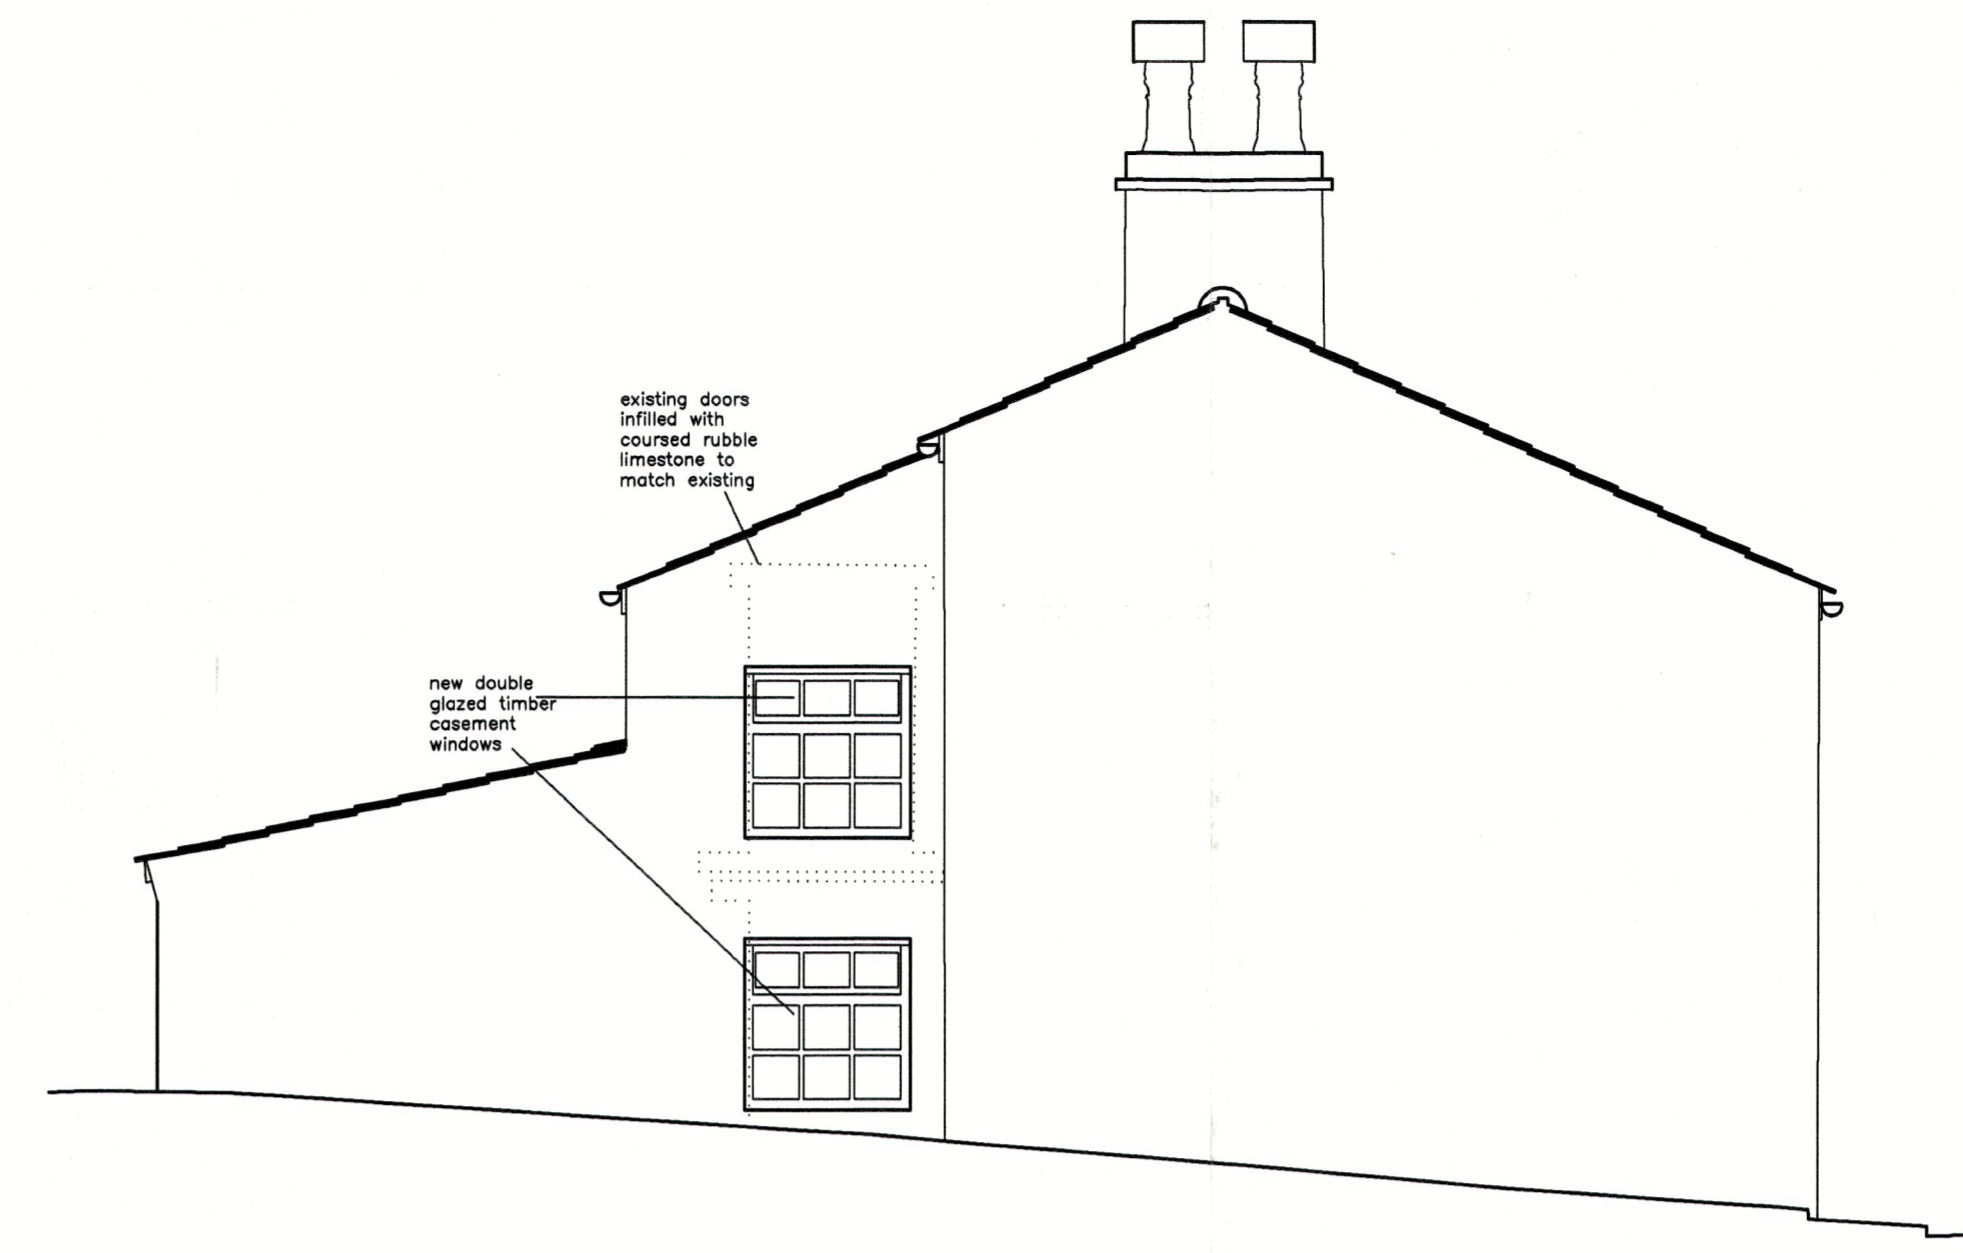 existing doors
infilled with
coursed rubble
limestone to
match existing
new double
glazed timber
casement
windows